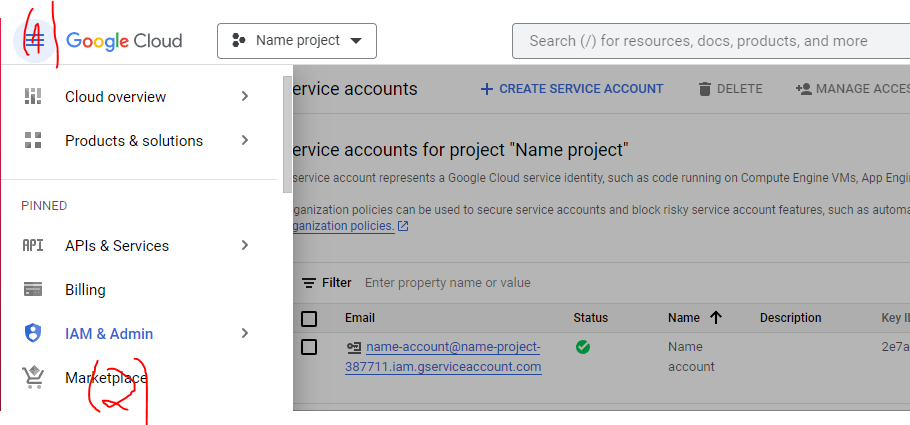 (1)
Google Cloud
Name project
Search (/) for resources, docs, products, and more
Cloud overview
Products & solutions
PINNED
API APIs & Services
Billing
IAM & Admin
Marketplace
(2)
ervice accounts
CREATE SERVICE ACCOUNT
DELETE
MANAGE ACCES
ervice accounts for project "Name project"
service account represents a Google Cloud service identity, such as code running on Compute Engine VMs, App Engin
ganization policies can be used to secure service accounts and block risky service account features, such as automa
ganization policies.
Filter Enter property name or value
Email Status Name Description Key ID
name-account@name-project-
387711.iam.gserviceaccount.com
Name
account
2e7a